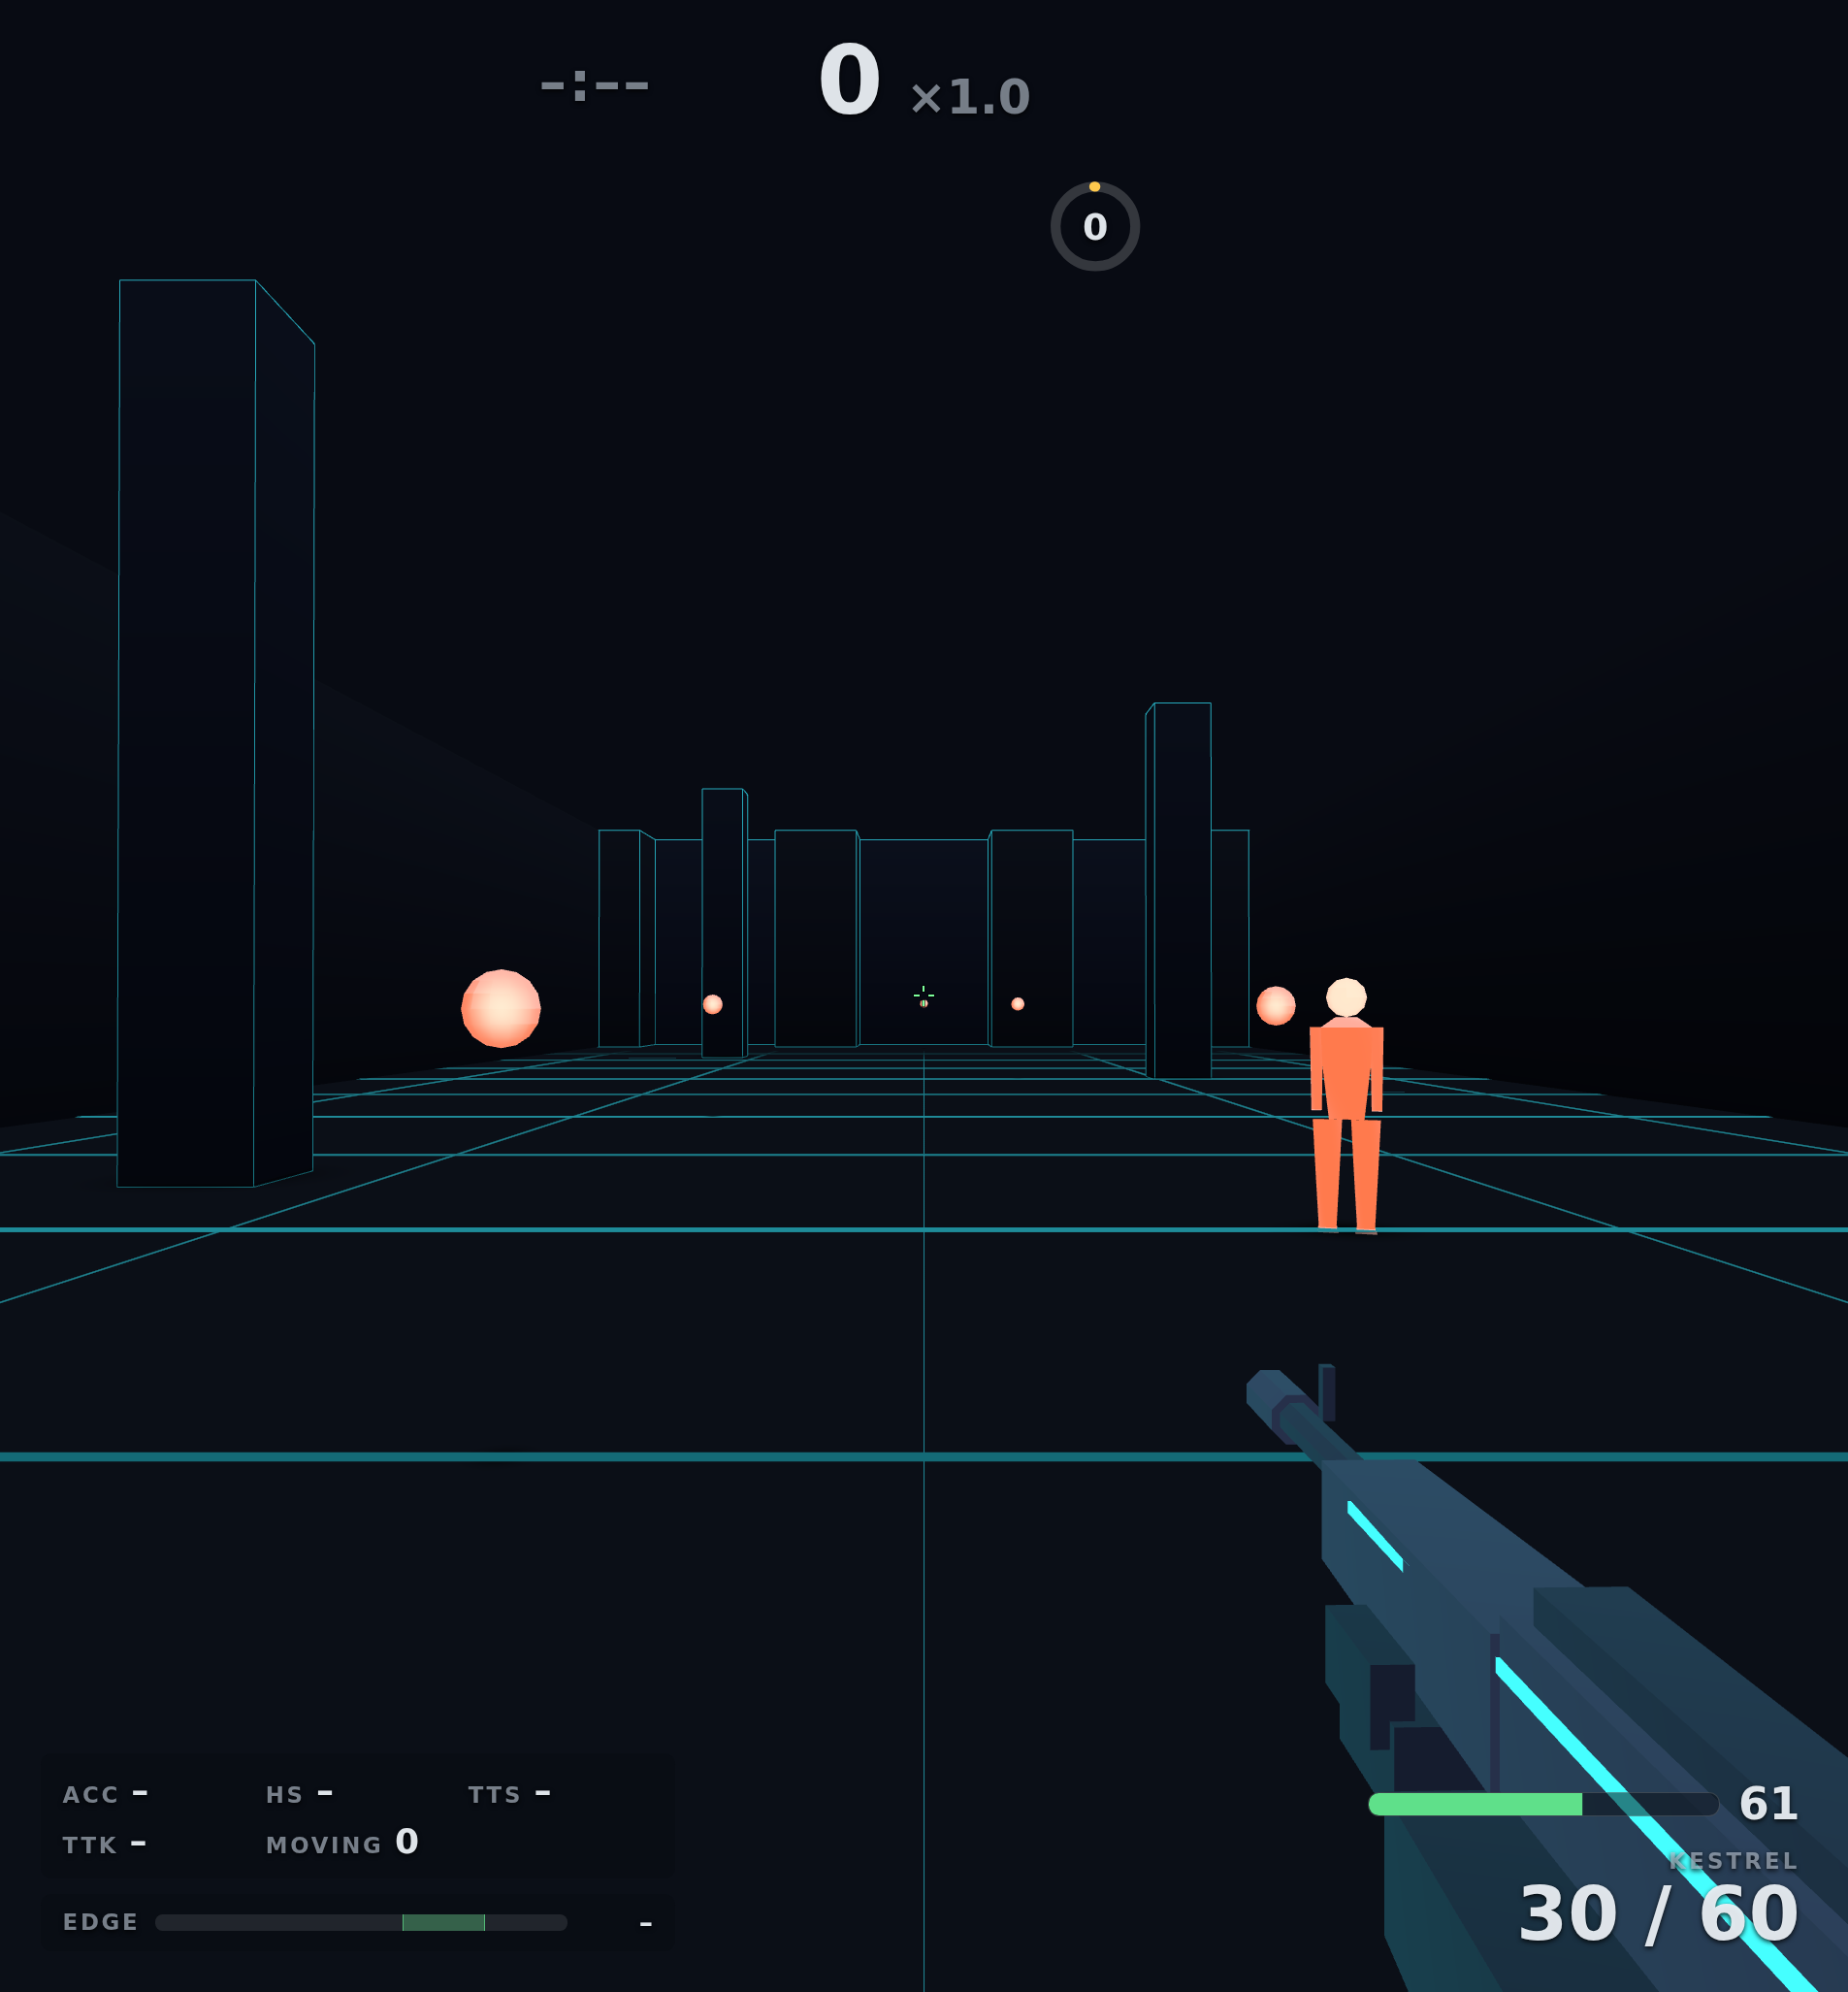 –:–– 0 ×1.0
0
ACC – HS – TTS –
TTK – MOVING 0
EDGE –
61
KESTREL
30 / 60